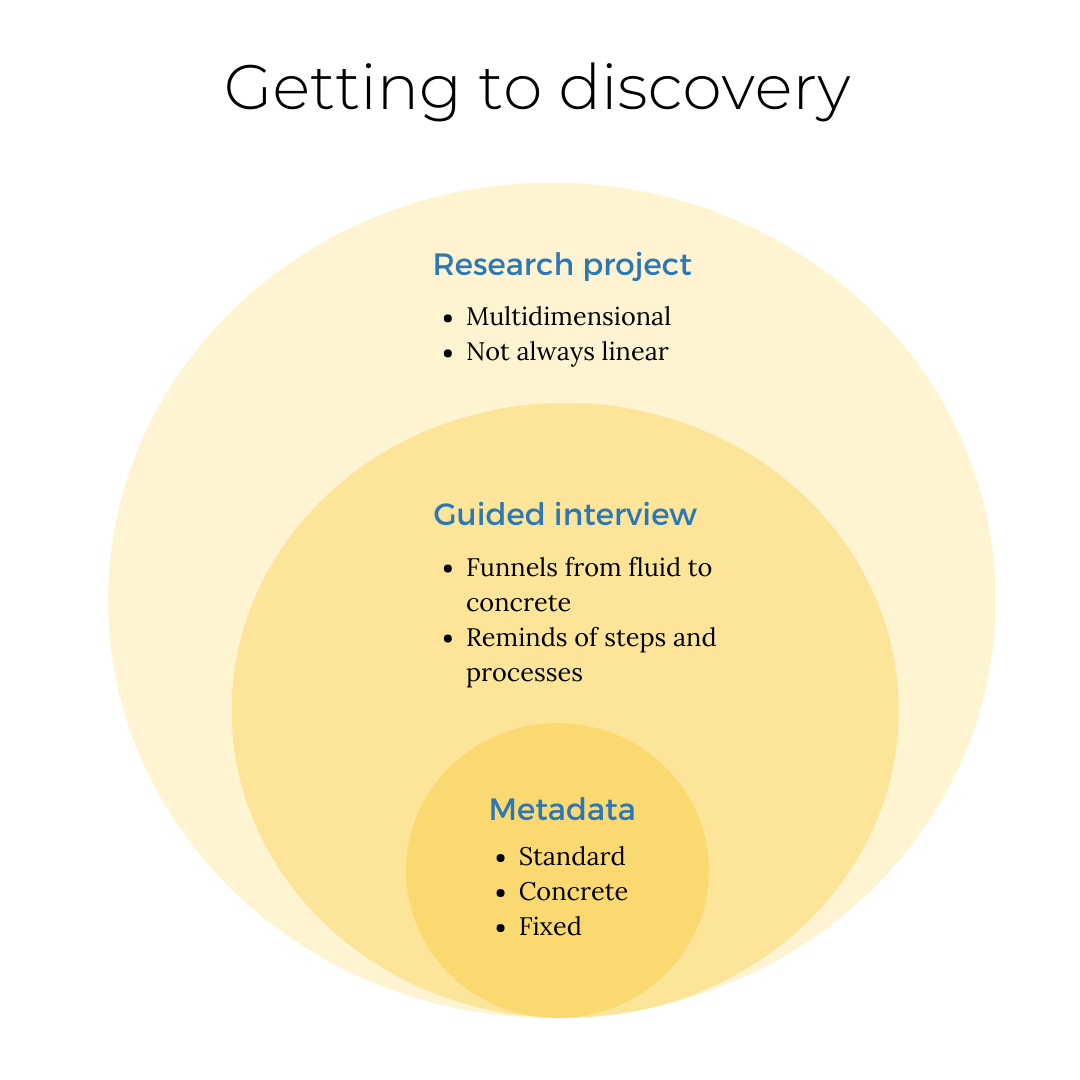 Getting to discovery
Research project
• Multidimensional
• Not always linear
Guided interview
• Funnels from fluid to
concrete
• Reminds of steps and
processes
Metadata
• Standard
• Concrete
• Fixed